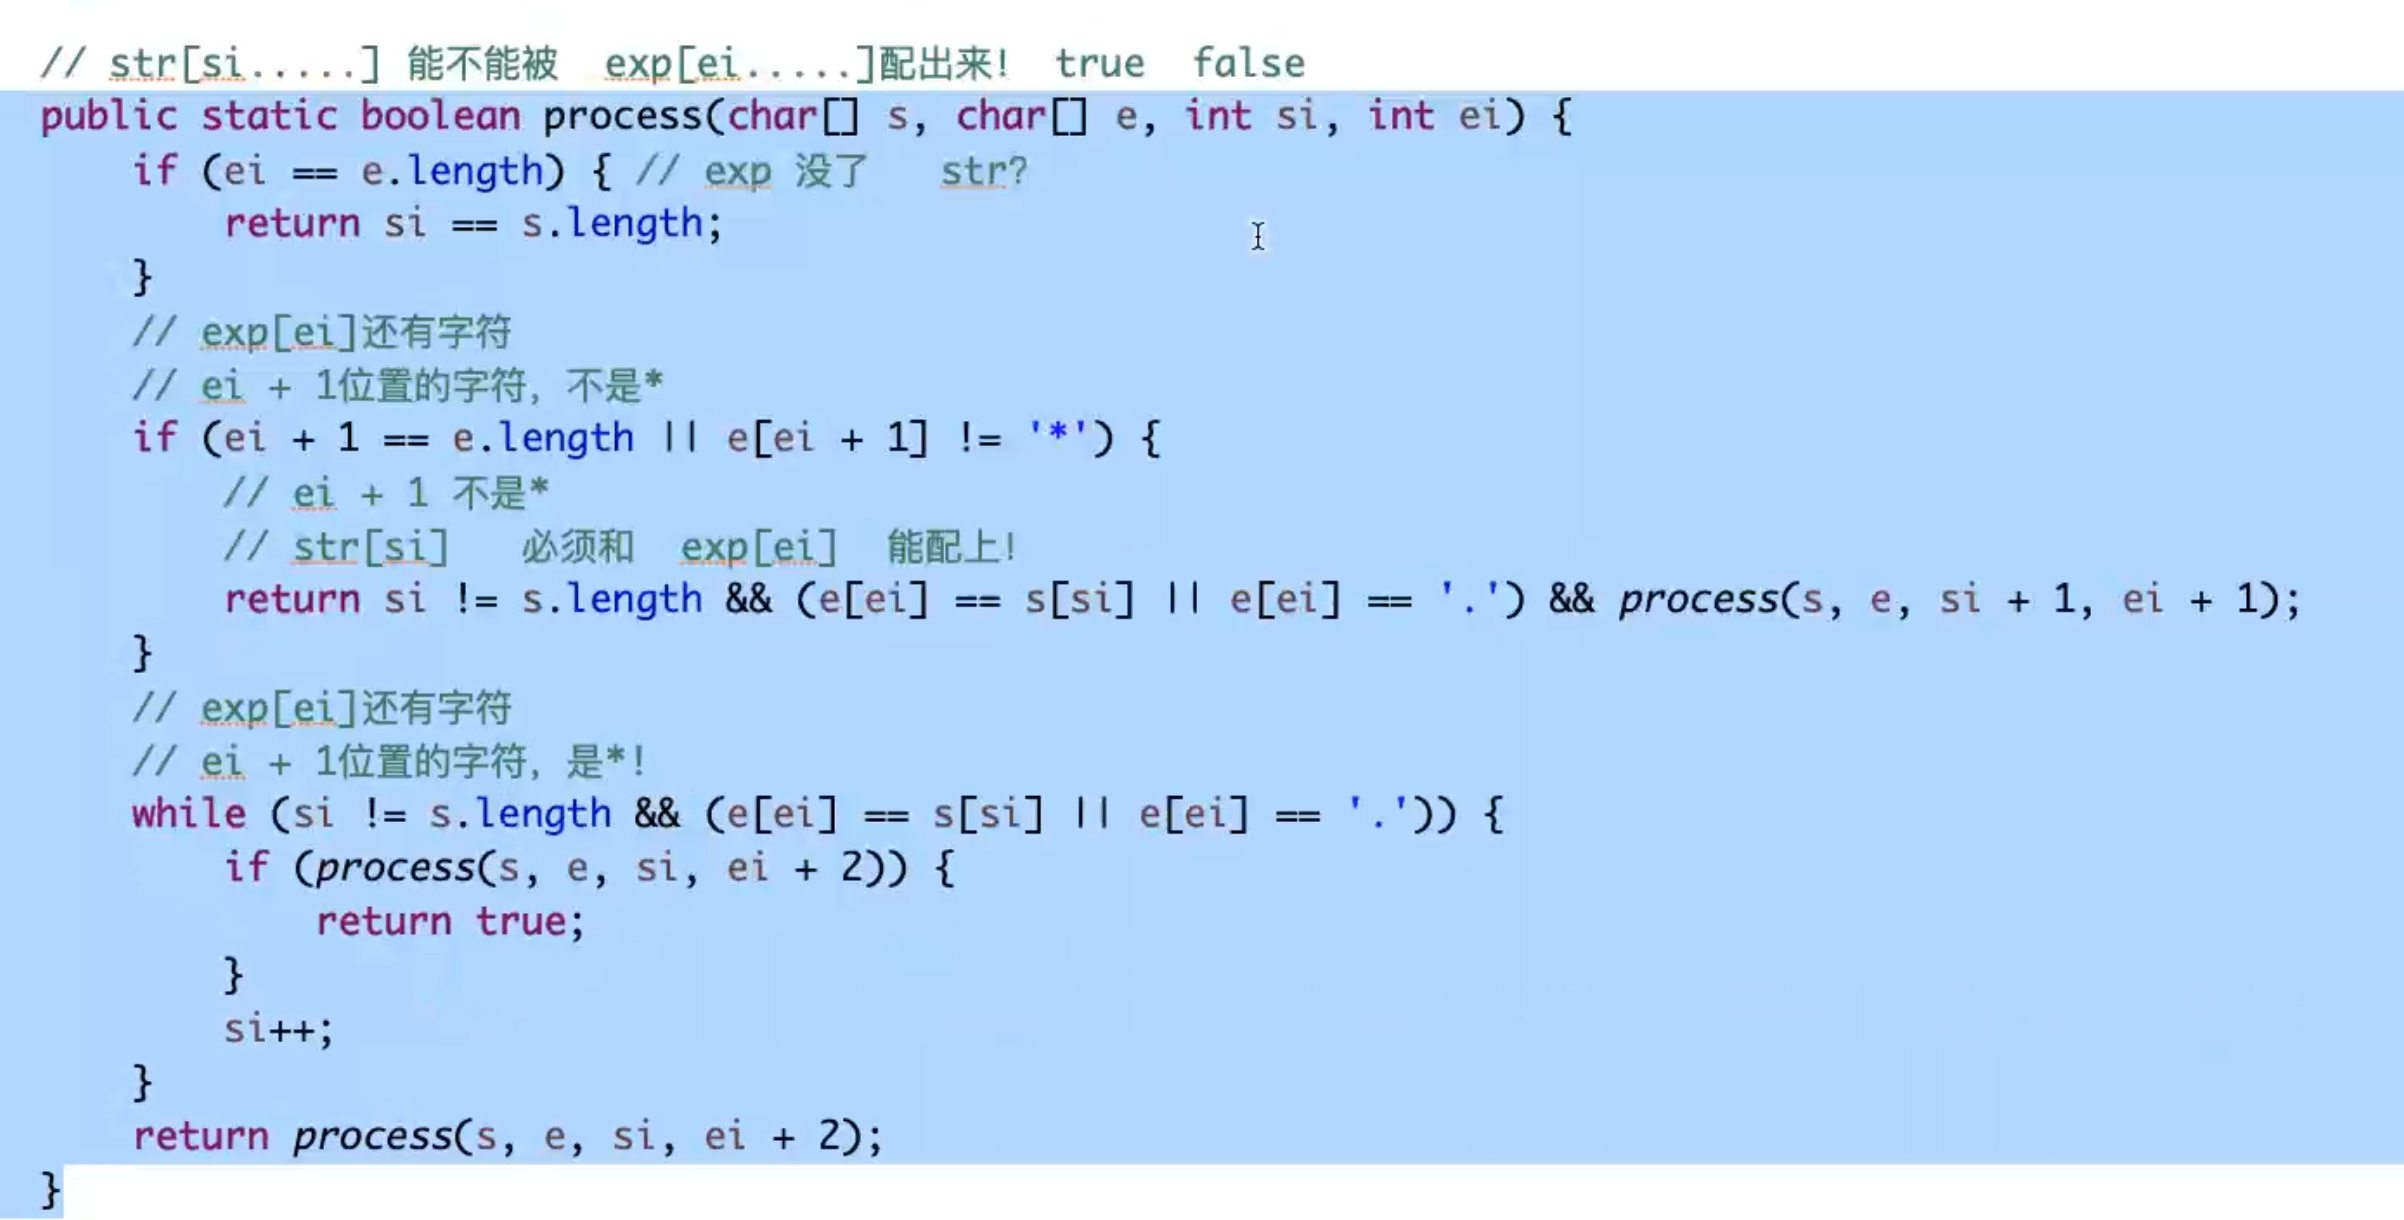 // str[si.....] 能不能被  exp[ei.....]配出来!  true  false
public static boolean process(char[] s, char[] e, int si, int ei) {
    if (ei == e.length) { // exp 没了   str?
        return si == s.length;
    }
    // exp[ei]还有字符
    // ei + 1位置的字符，不是*
    if (ei + 1 == e.length || e[ei + 1] != '*') {
        // ei + 1 不是*
        // str[si]   必须和  exp[ei]  能配上!
        return si != s.length && (e[ei] == s[si] || e[ei] == '.') && process(s, e, si + 1, ei + 1);
    }
    // exp[ei]还有字符
    // ei + 1位置的字符，是*!
    while (si != s.length && (e[ei] == s[si] || e[ei] == '.')) {
        if (process(s, e, si, ei + 2)) {
            return true;
        }
        si++;
    }
    return process(s, e, si, ei + 2);
}